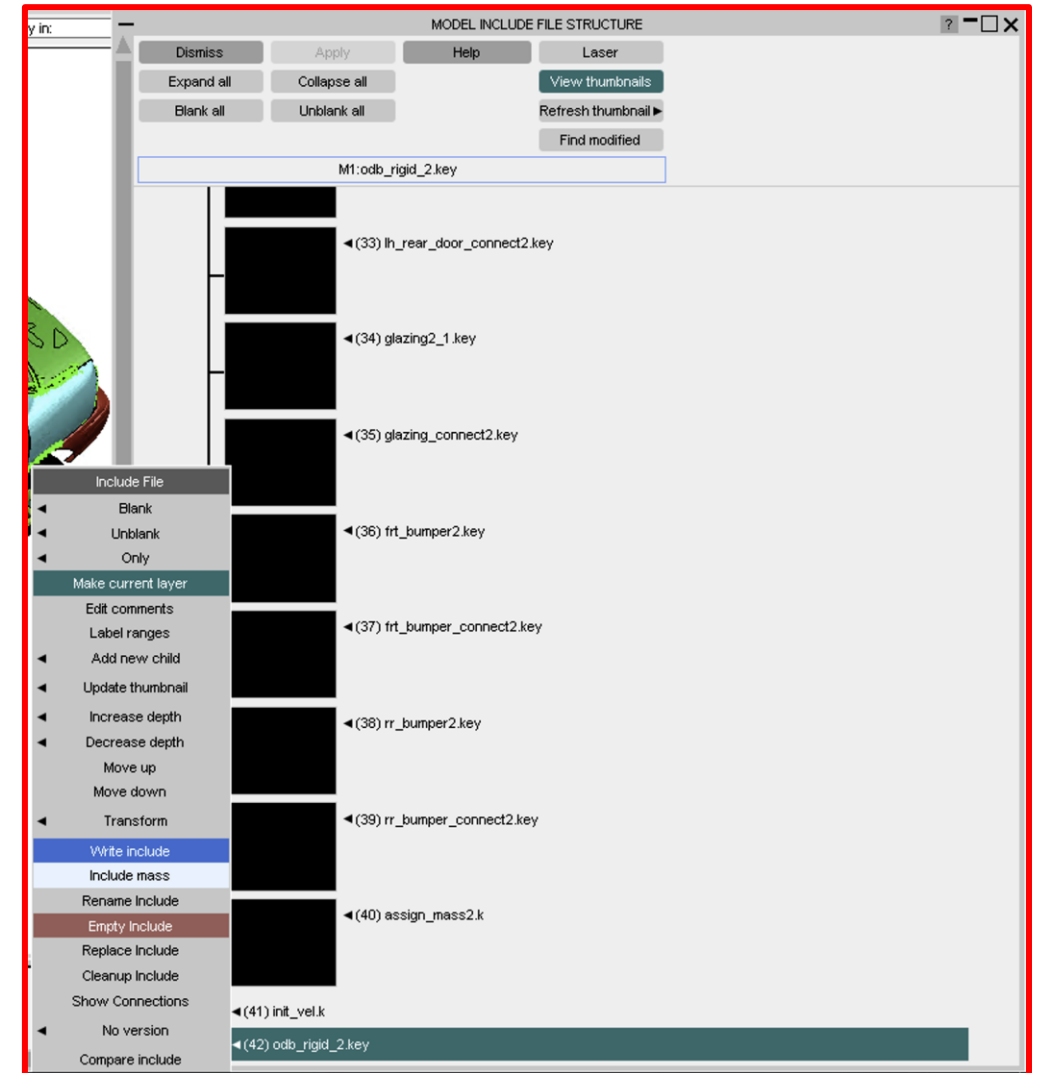 y in:
MODEL INCLUDE FILE STRUCTURE
?
Dismiss Apply Help Laser
Expand all Collapse all View thumbnails
Blank all Unblank all Refresh thumbnail
Find modified
M1:odb_rigid_2.key
(33) lh_rear_door_connect2.key
(34) glazing2_1.key
(35) glazing_connect2.key
(36) frt_bumper2.key
(37) frt_bumper_connect2.key
(38) rr_bumper2.key
(39) rr_bumper_connect2.key
(40) assign_mass2.k
(41) init_vel.k
(42) odb_rigid_2.key
Include File
Blank
Unblank
Only
Make current layer
Edit comments
Label ranges
Add new child
Update thumbnail
Increase depth
Decrease depth
Move up
Move down
Transform
Write include
Include mass
Rename Include
Empty Include
Replace Include
Cleanup Include
Show Connections
No version
Compare include